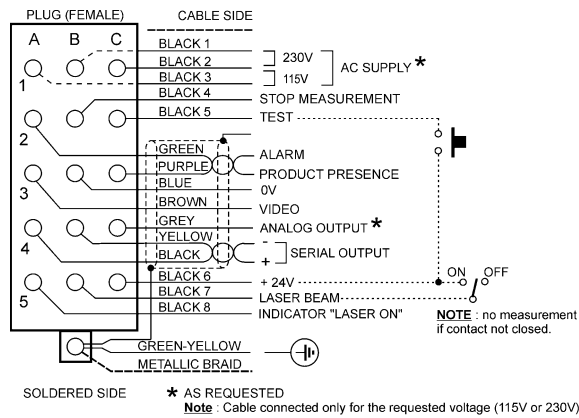 PLUG (FEMALE) CABLE SIDE
A B C
BLACK 1
BLACK 2 230V
AC SUPPLY *
BLACK 3 115V
1
BLACK 4 STOP MEASUREMENT
BLACK 5 TEST
2
GREEN ALARM
PURPLE PRODUCT PRESENCE
BLUE 0V
3
BROWN VIDEO
GREY ANALOG OUTPUT *
YELLOW -
SERIAL OUTPUT
4
BLACK +
BLACK 6 + 24V ON OFF
BLACK 7 LASER BEAM
5
BLACK 8 INDICATOR "LASER ON"
NOTE : no measurement
if contact not closed.
GREEN-YELLOW
METALLIC BRAID
SOLDERED SIDE * AS REQUESTED
Note : Cable connected only for the requested voltage (115V or 230V)